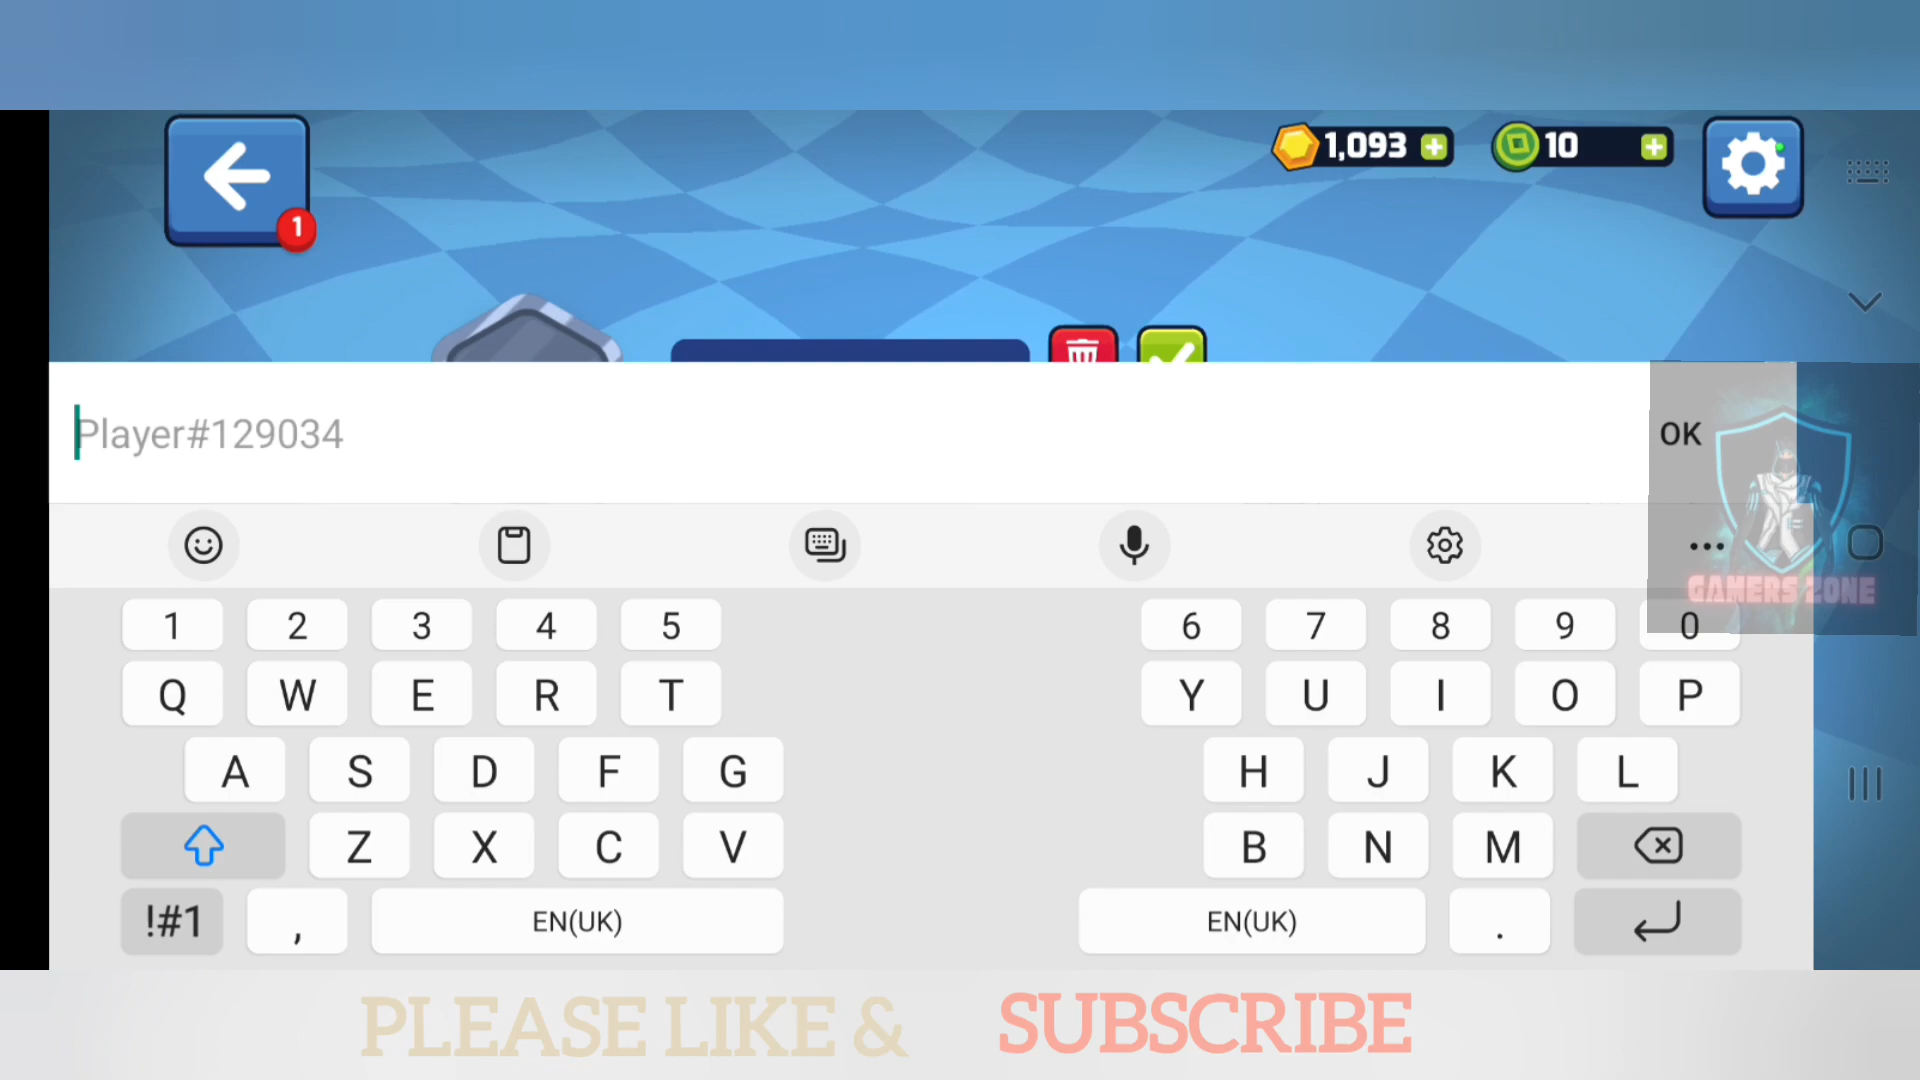 1,093
10
1
Player#129034
OK
GAMERS ZONE
1 2 3 4 5 6 7 8 9 0
Q W E R T Y U I O P
A S D F G H J K L
Z X C V B N M
!#1 , EN(UK) EN(UK) .
PLEASE LIKE & SUBSCRIBE